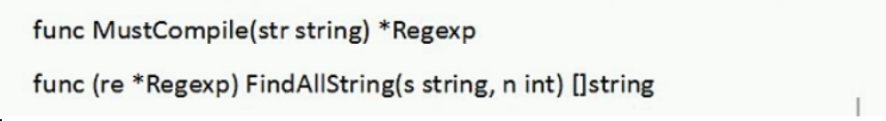 func MustCompile(str string) *Regexp
func (re *Regexp) FindAllString(s string, n int) []string